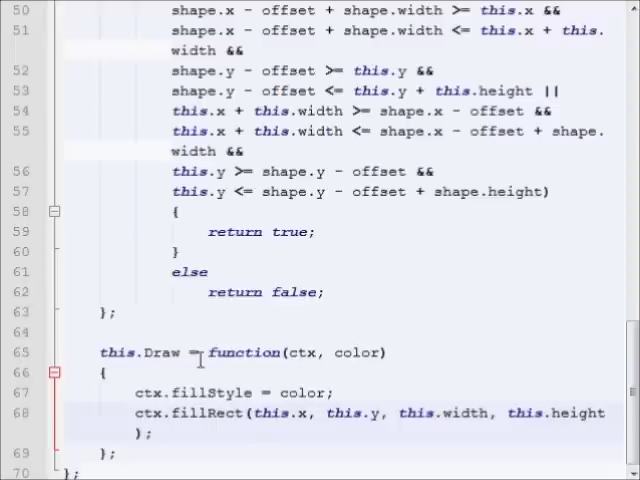 50 shape.x - offset + shape.width >= this.x &&
51 shape.x - offset + shape.width <= this.x + this.
width &&
52 shape.y - offset >= this.y &&
53 shape.y - offset <= this.y + this.height ||
54 this.x + this.width >= shape.x - offset &&
55 this.x + this.width <= shape.x - offset + shape.
width &&
56 this.y >= shape.y - offset &&
57 this.y <= shape.y - offset + shape.height)
58 {
59 return true;
60 }
61 else
62 return false;
63 };
64
65 this.Draw = function(ctx, color)
66 {
67 ctx.fillStyle = color;
68 ctx.fillRect(this.x, this.y, this.width, this.height
);
69 };
70 };